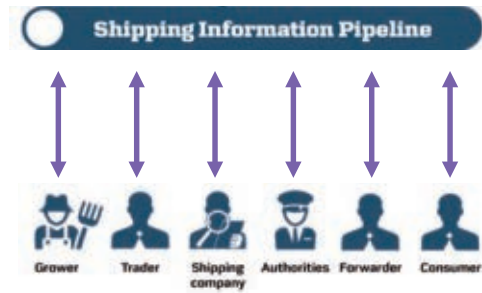 Shipping Information Pipeline
Grower Trader Shipping company Authorities Forwarder Consumer